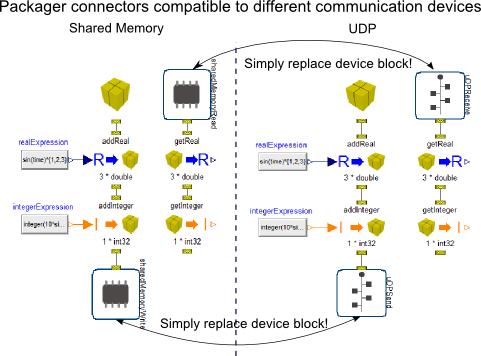 Packager connectors compatible to different communication devices
Shared Memory
UDP
Simply replace device block!
sharedMemoryRead
uDPReceive
addReal
getReal
addReal
getReal
realExpression
sin(time)*{1,2,3}
R
R
realExpression
sin(time)*{1,2,3}
R
R
3 * double
3 * double
3 * double
3 * double
addInteger
getInteger
addInteger
getInteger
integerExpression
integer(10*si...
I
I
integerExpression
integer(10*si...
I
I
1 * int32
1 * int32
1 * int32
1 * int32
sharedMemoryWrite
uDPSend
Simply replace device block!